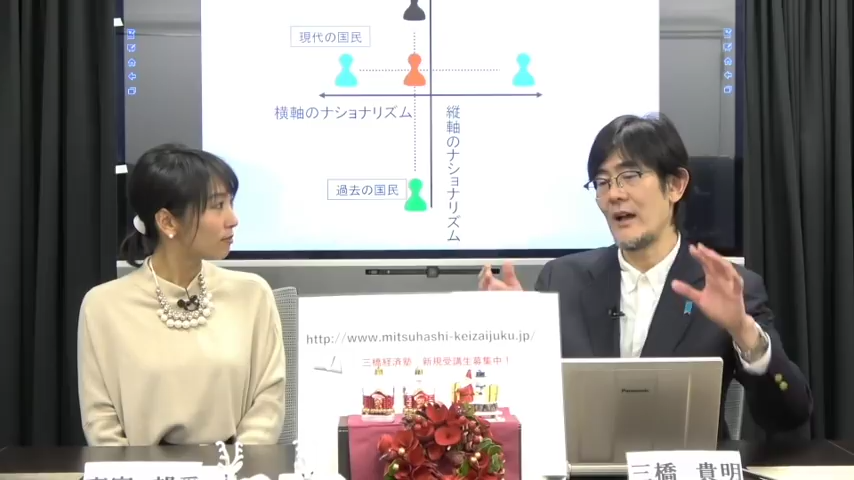 現代の国民
横軸のナショナリズム
縦軸のナショナリズム
過去の国民
http://www.mitsuhashi-keizaijuku.jp/
三橋経済塾 新規受講生募集中!
Panasonic
三橋 貴明